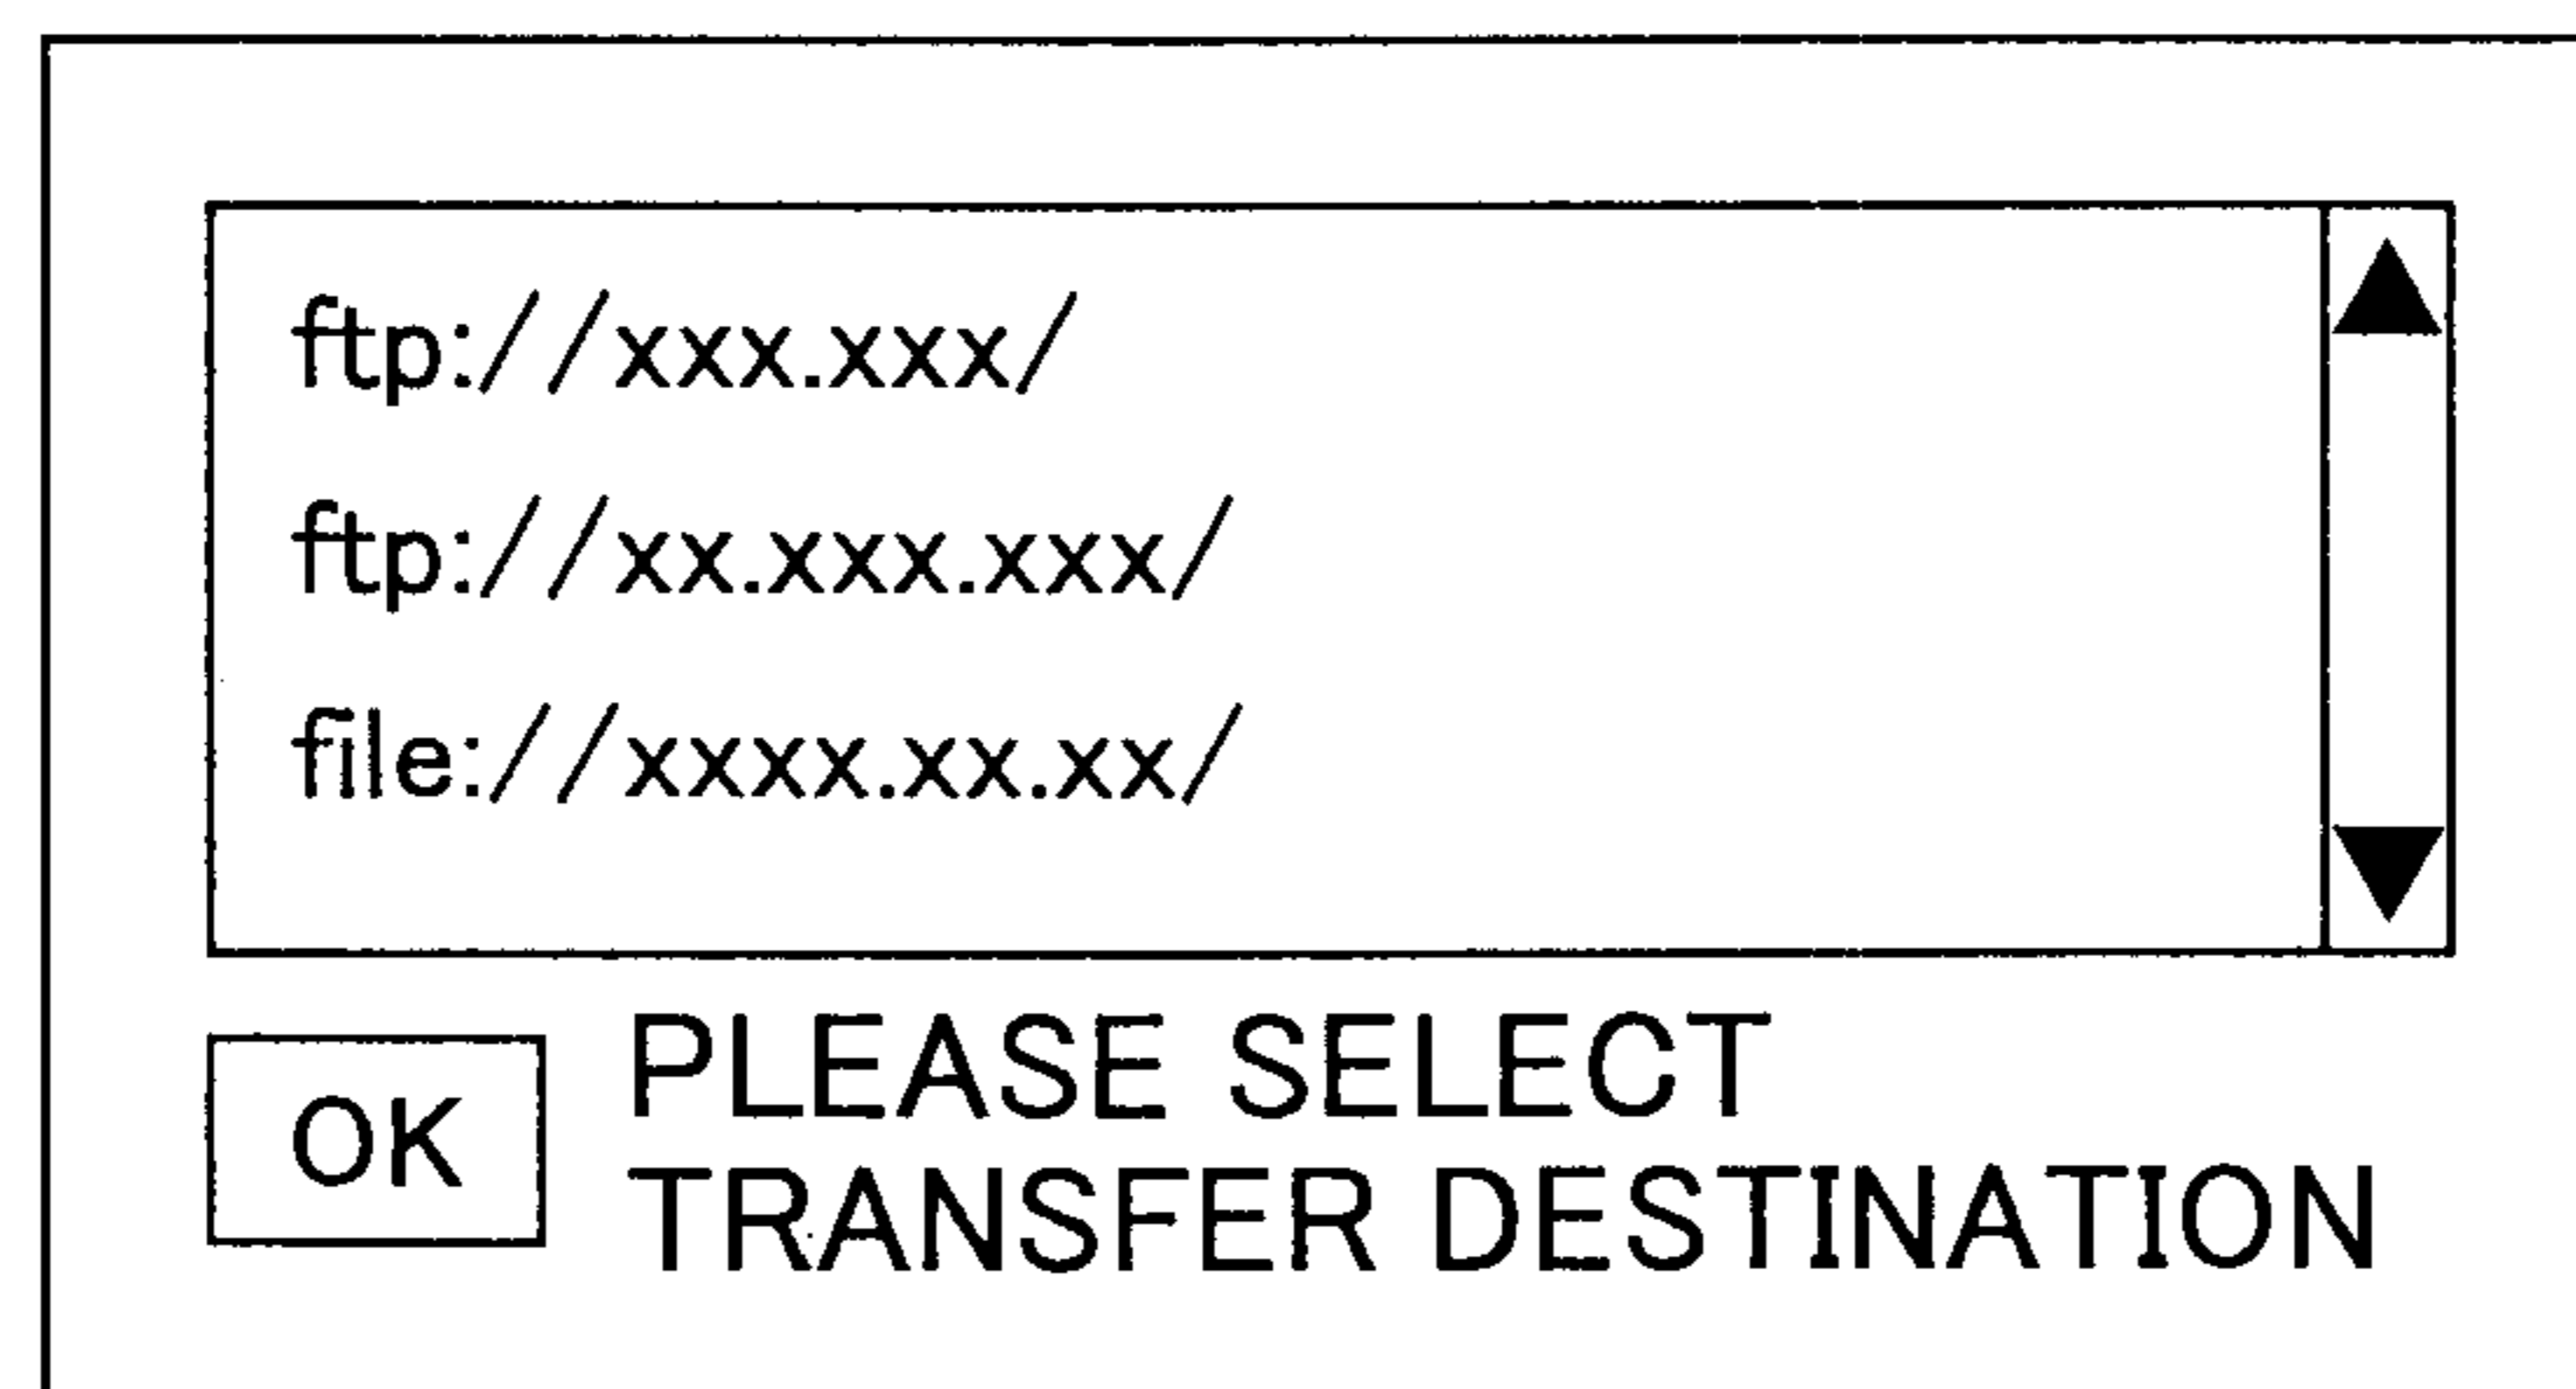 ftp://xxx.xxx/
ftp://xx.xxx.xxx/
file://xxxx.xx.xx/
OK
PLEASE SELECT
TRANSFER DESTINATION